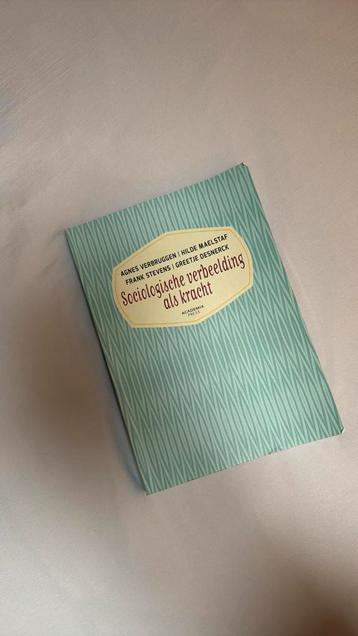 AGNES VERBRUGGEN | HILDE MAELSTAF
FRANK STEVENS | GREETJE DESNERCK
Sociologische verbeelding
als kracht
ACADEMIA
PRESS